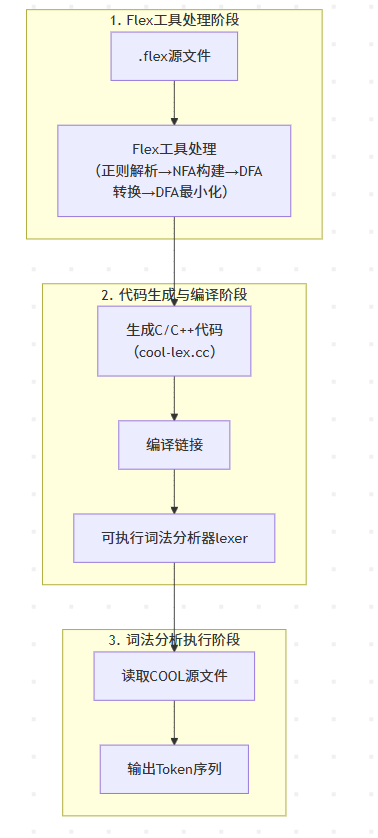 1. Flex工具处理阶段
.flex源文件
Flex工具处理
（正则解析→NFA构建→DFA
转换→DFA最小化）
2. 代码生成与编译阶段
生成C/C++代码
（cool-lex.cc）
编译链接
可执行词法分析器lexer
3. 词法分析执行阶段
读取COOL源文件
输出Token序列